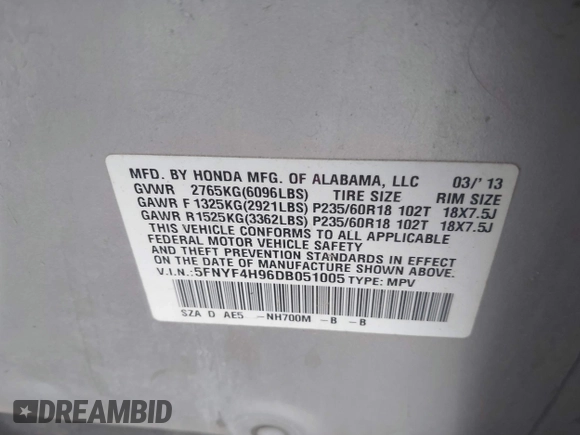 MFD. BY HONDA MFG. OF ALABAMA, LLC 03/'13
GVWR 2765KG(6096LBS) TIRE SIZE RIM SIZE
GAWR F 1325KG(2921LBS) P235/60R18 102T 18X7.5J
GAWR R1525KG(3362LBS) P235/60R18 102T 18X7.5J
THIS VEHICLE CONFORMS TO ALL APPLICABLE
FEDERAL MOTOR VEHICLE SAFETY
AND THEFT PREVENTION STANDARDS IN EFFECT
ON THE DATE OF MANUFACTURE SHOWN ABOVE.
V.I.N.:5FNYF4H96DB051005 TYPE: MPV
SZA D AE5 -NH700M -B -B
DREAMBID